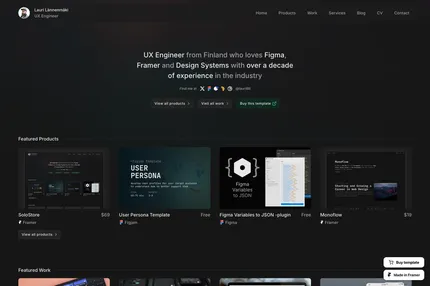 Lauri Lännenmäki
UX Engineer
Home
Products
Work
Services
Blog
CV
Contact
UX Engineer from Finland who loves Figma,
Framer and Design Systems with over a decade
of experience in the industry
Find me at
View all products
View all work
Buy this template
Featured Products
Figma Template
USER
PERSONA
Figma
Variables
to JSON
Monoflow
SoloStore
$69
Framer
User Persona Template
Free
Figjam
Figma Variables to JSON -plugin
Free
Figma
Monoflow
Framer
View all products
Featured Work
Buy template
Made in Framer